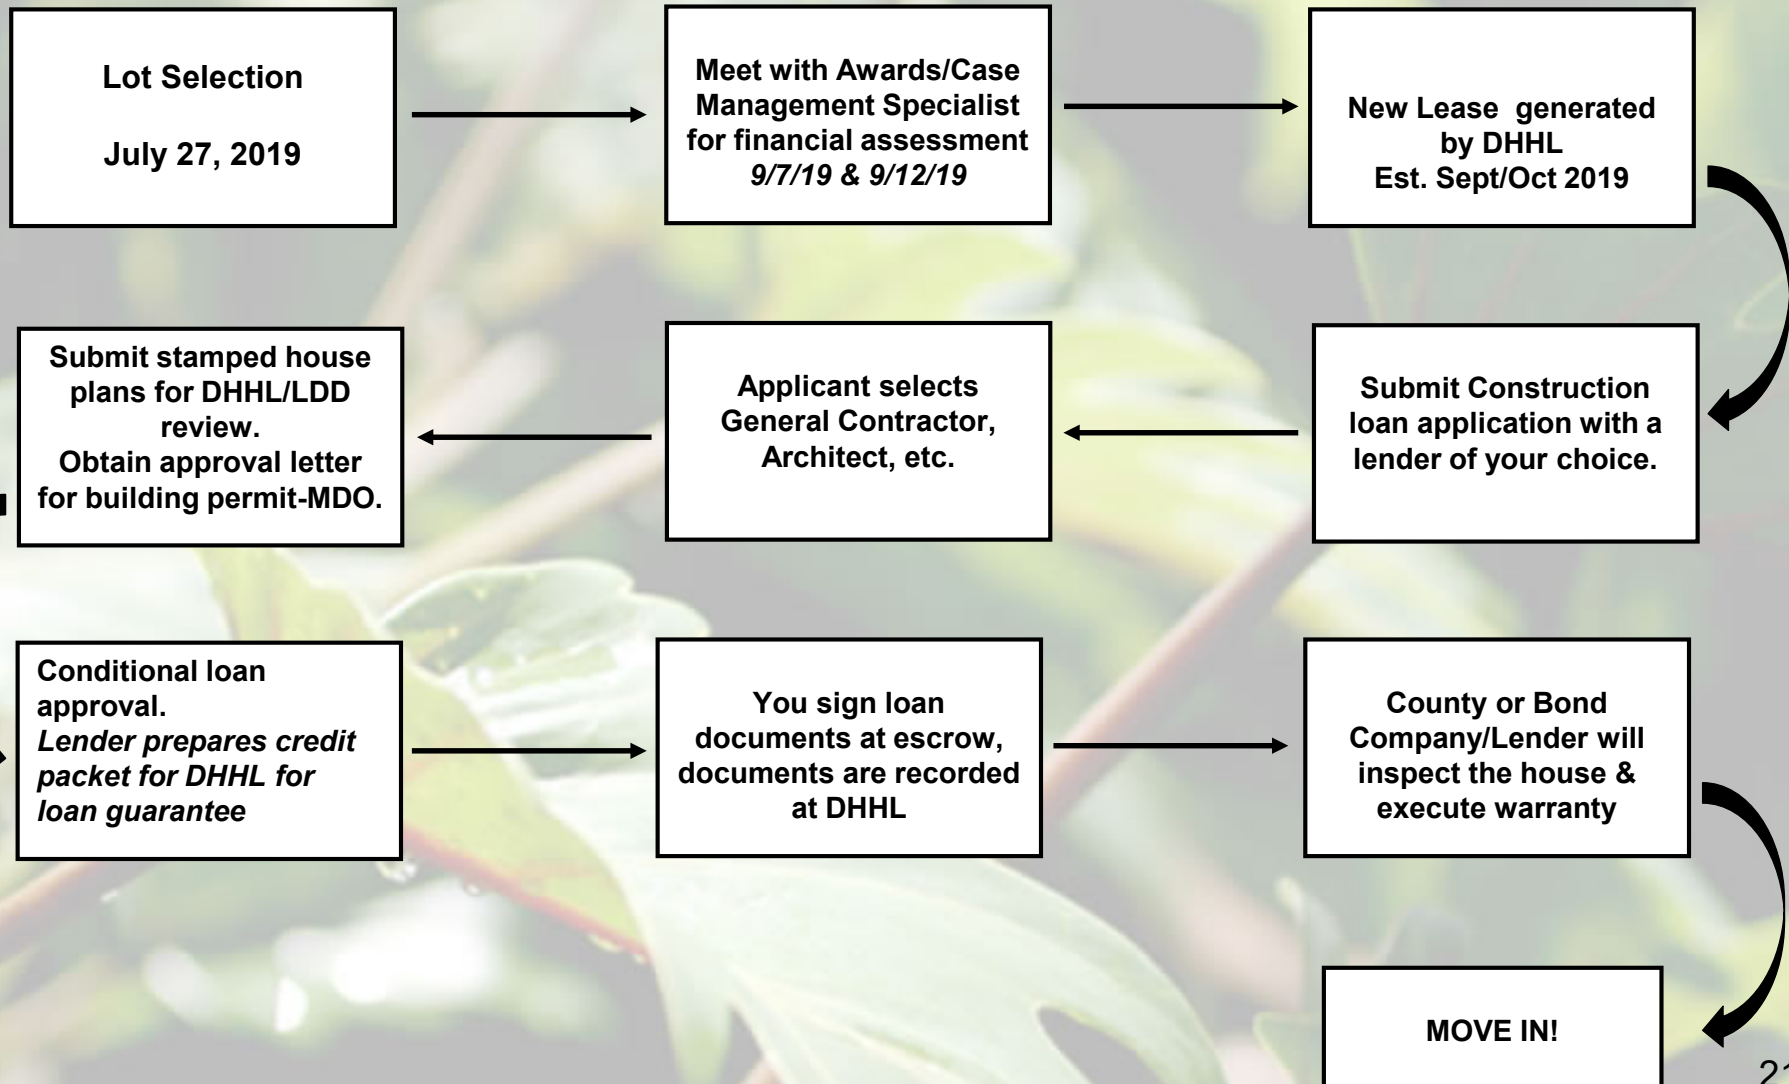 Lot Selection
July 27, 2019
Meet with Awards/Case
Management Specialist
for financial assessment
9/7/19 & 9/12/19
New Lease generated
by DHHL
Est. Sept/Oct 2019
Submit Construction
loan application with a
lender of your choice.
Applicant selects
General Contractor,
Architect, etc.
Submit stamped house
plans for DHHL/LDD
review.
Obtain approval letter
for building permit-MDO.
Conditional loan
approval.
Lender prepares credit
packet for DHHL for
loan guarantee
You sign loan
documents at escrow,
documents are recorded
at DHHL
County or Bond
Company/Lender will
inspect the house &
execute warranty
MOVE IN!